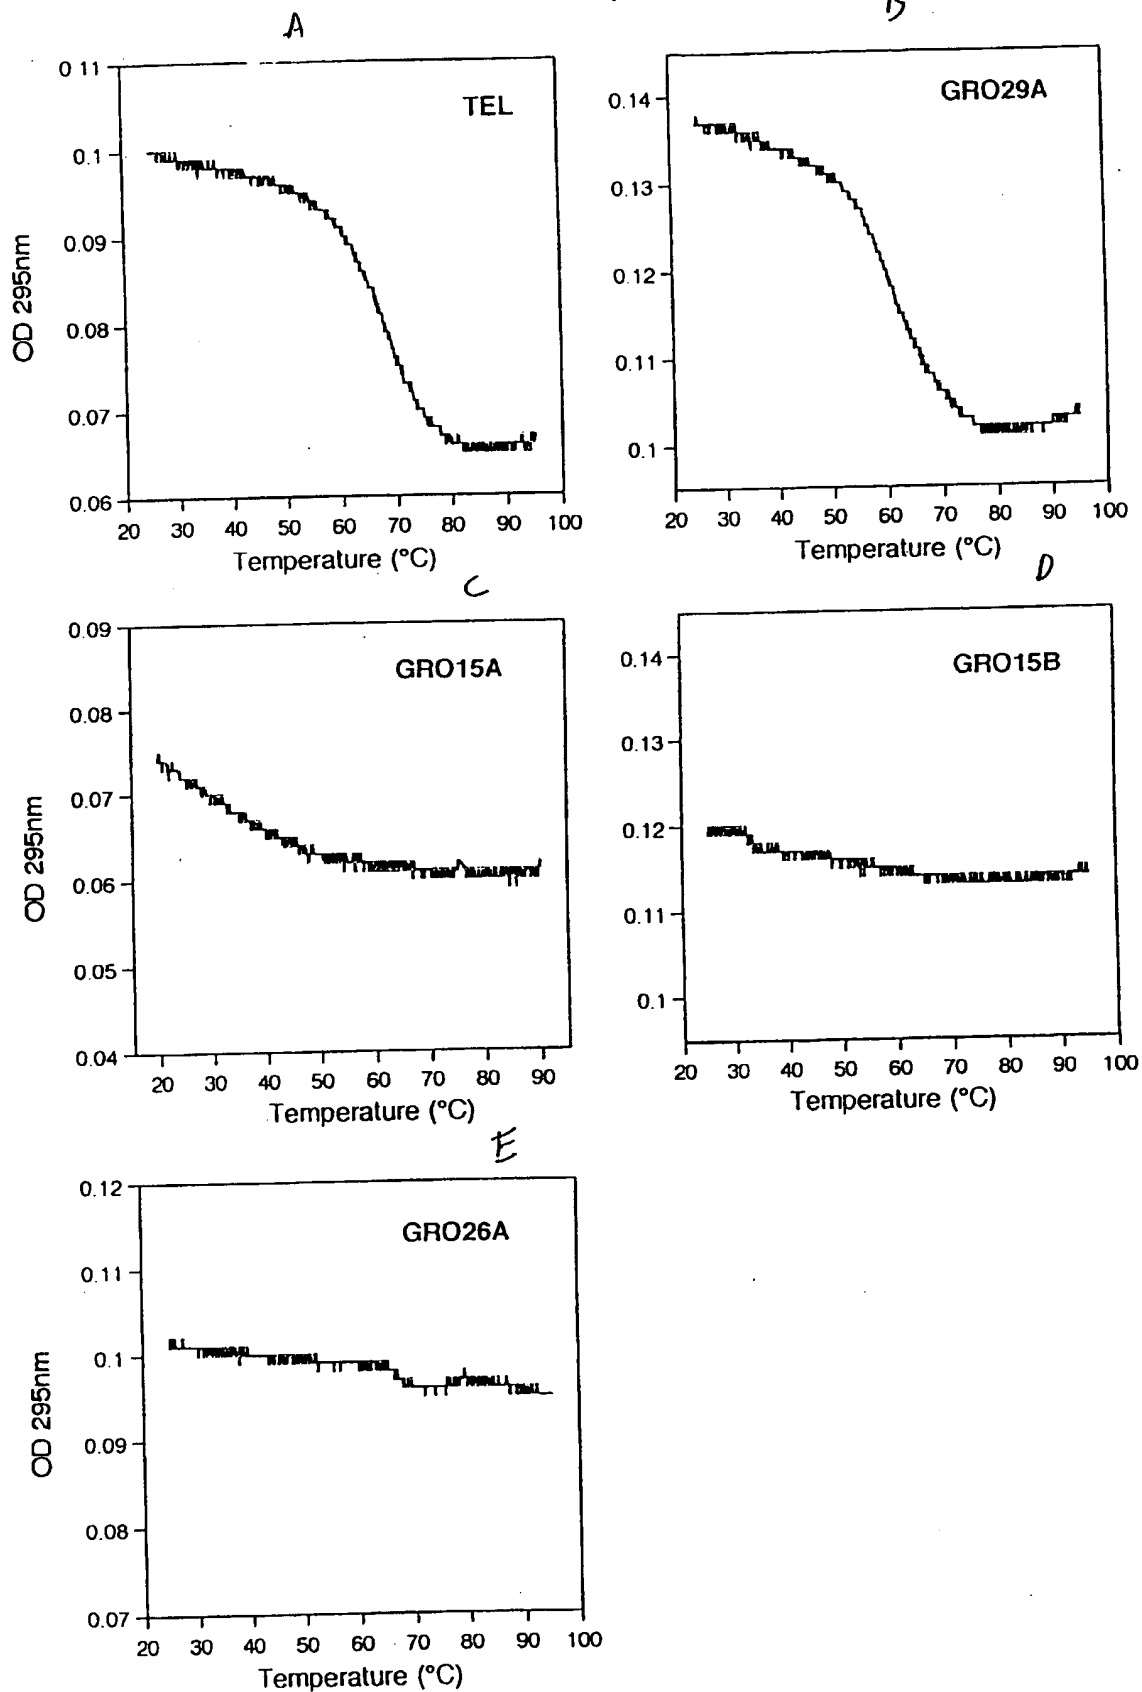 A
B
0 11
0.1
0.09
0.08
0.07
0.06
OD 295nm
TEL
20 30 40 50 60 70 80 90 100
Temperature (°C)
0.14
0.13
0.12
0.11
0.1
GRO29A
20 30 40 50 60 70 80 90 100
Temperature (°C)
C
D
0.09
0.08
0.07
0.06
0.05
0.04
OD 295nm
GRO15A
20 30 40 50 60 70 80 90
Temperature (°C)
0.14
0.13
0.12
0.11
0.1
GRO15B
20 30 40 50 60 70 80 90 100
Temperature (°C)
E
0.12
0.11
0.1
0.09
0.08
0.07
OD 295nm
GRO26A
20 30 40 50 60 70 80 90 100
Temperature (°C)